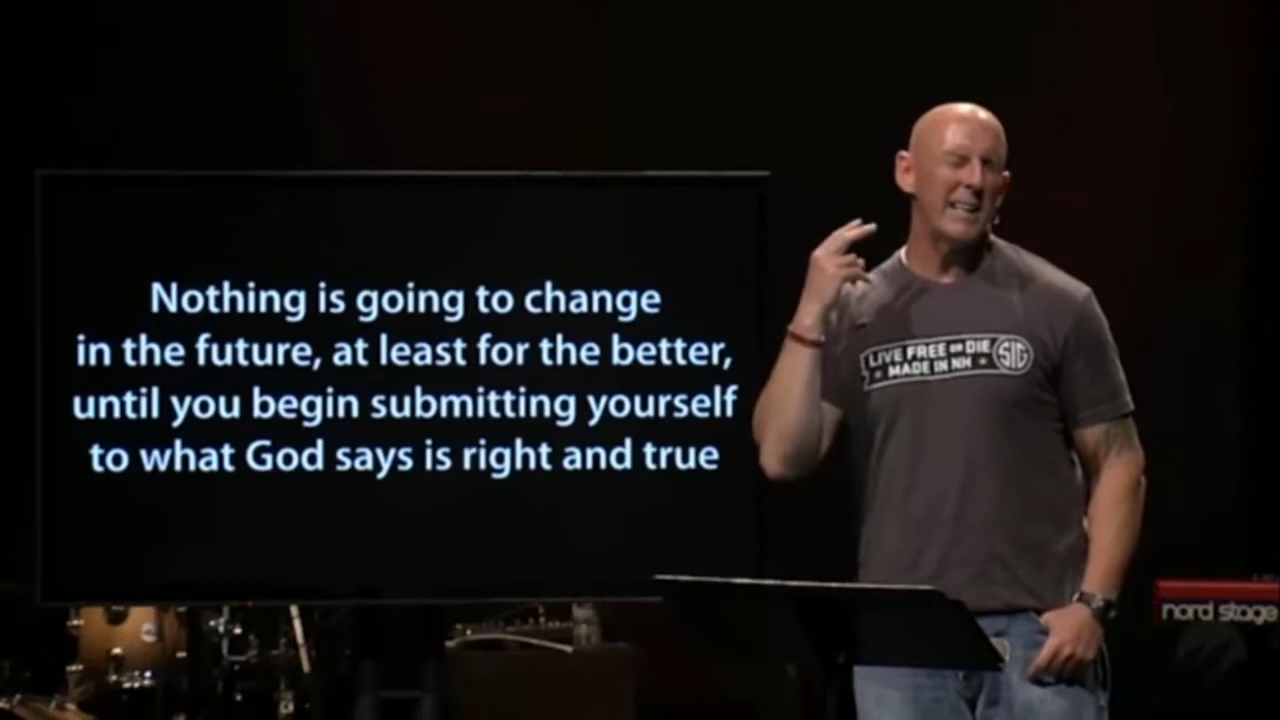 Nothing is going to change
in the future, at least for the better,
until you begin submitting yourself
to what God says is right and true
LIVE FREE OR DIE
MADE IN NH
SIG
nord stage